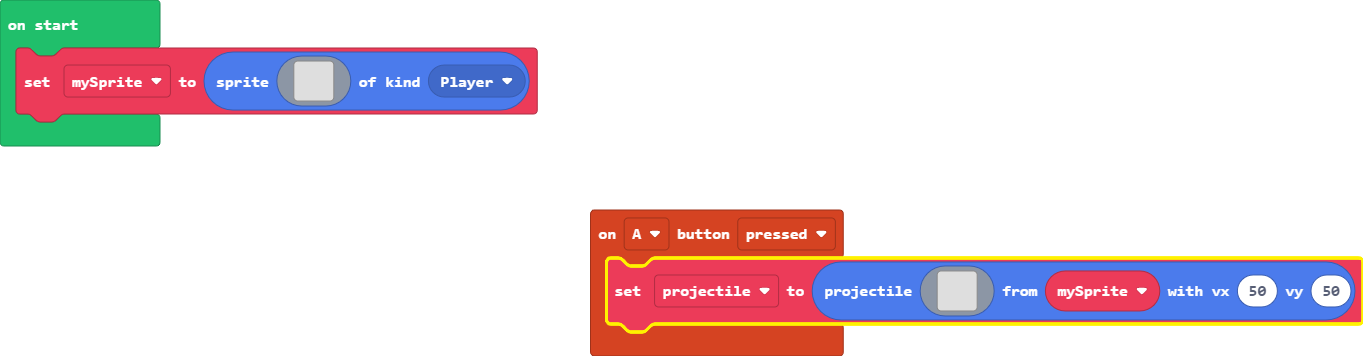 on start
set mySprite to sprite of kind Player
on A button pressed
set projectile to projectile from mySprite with vx 50 vy 50